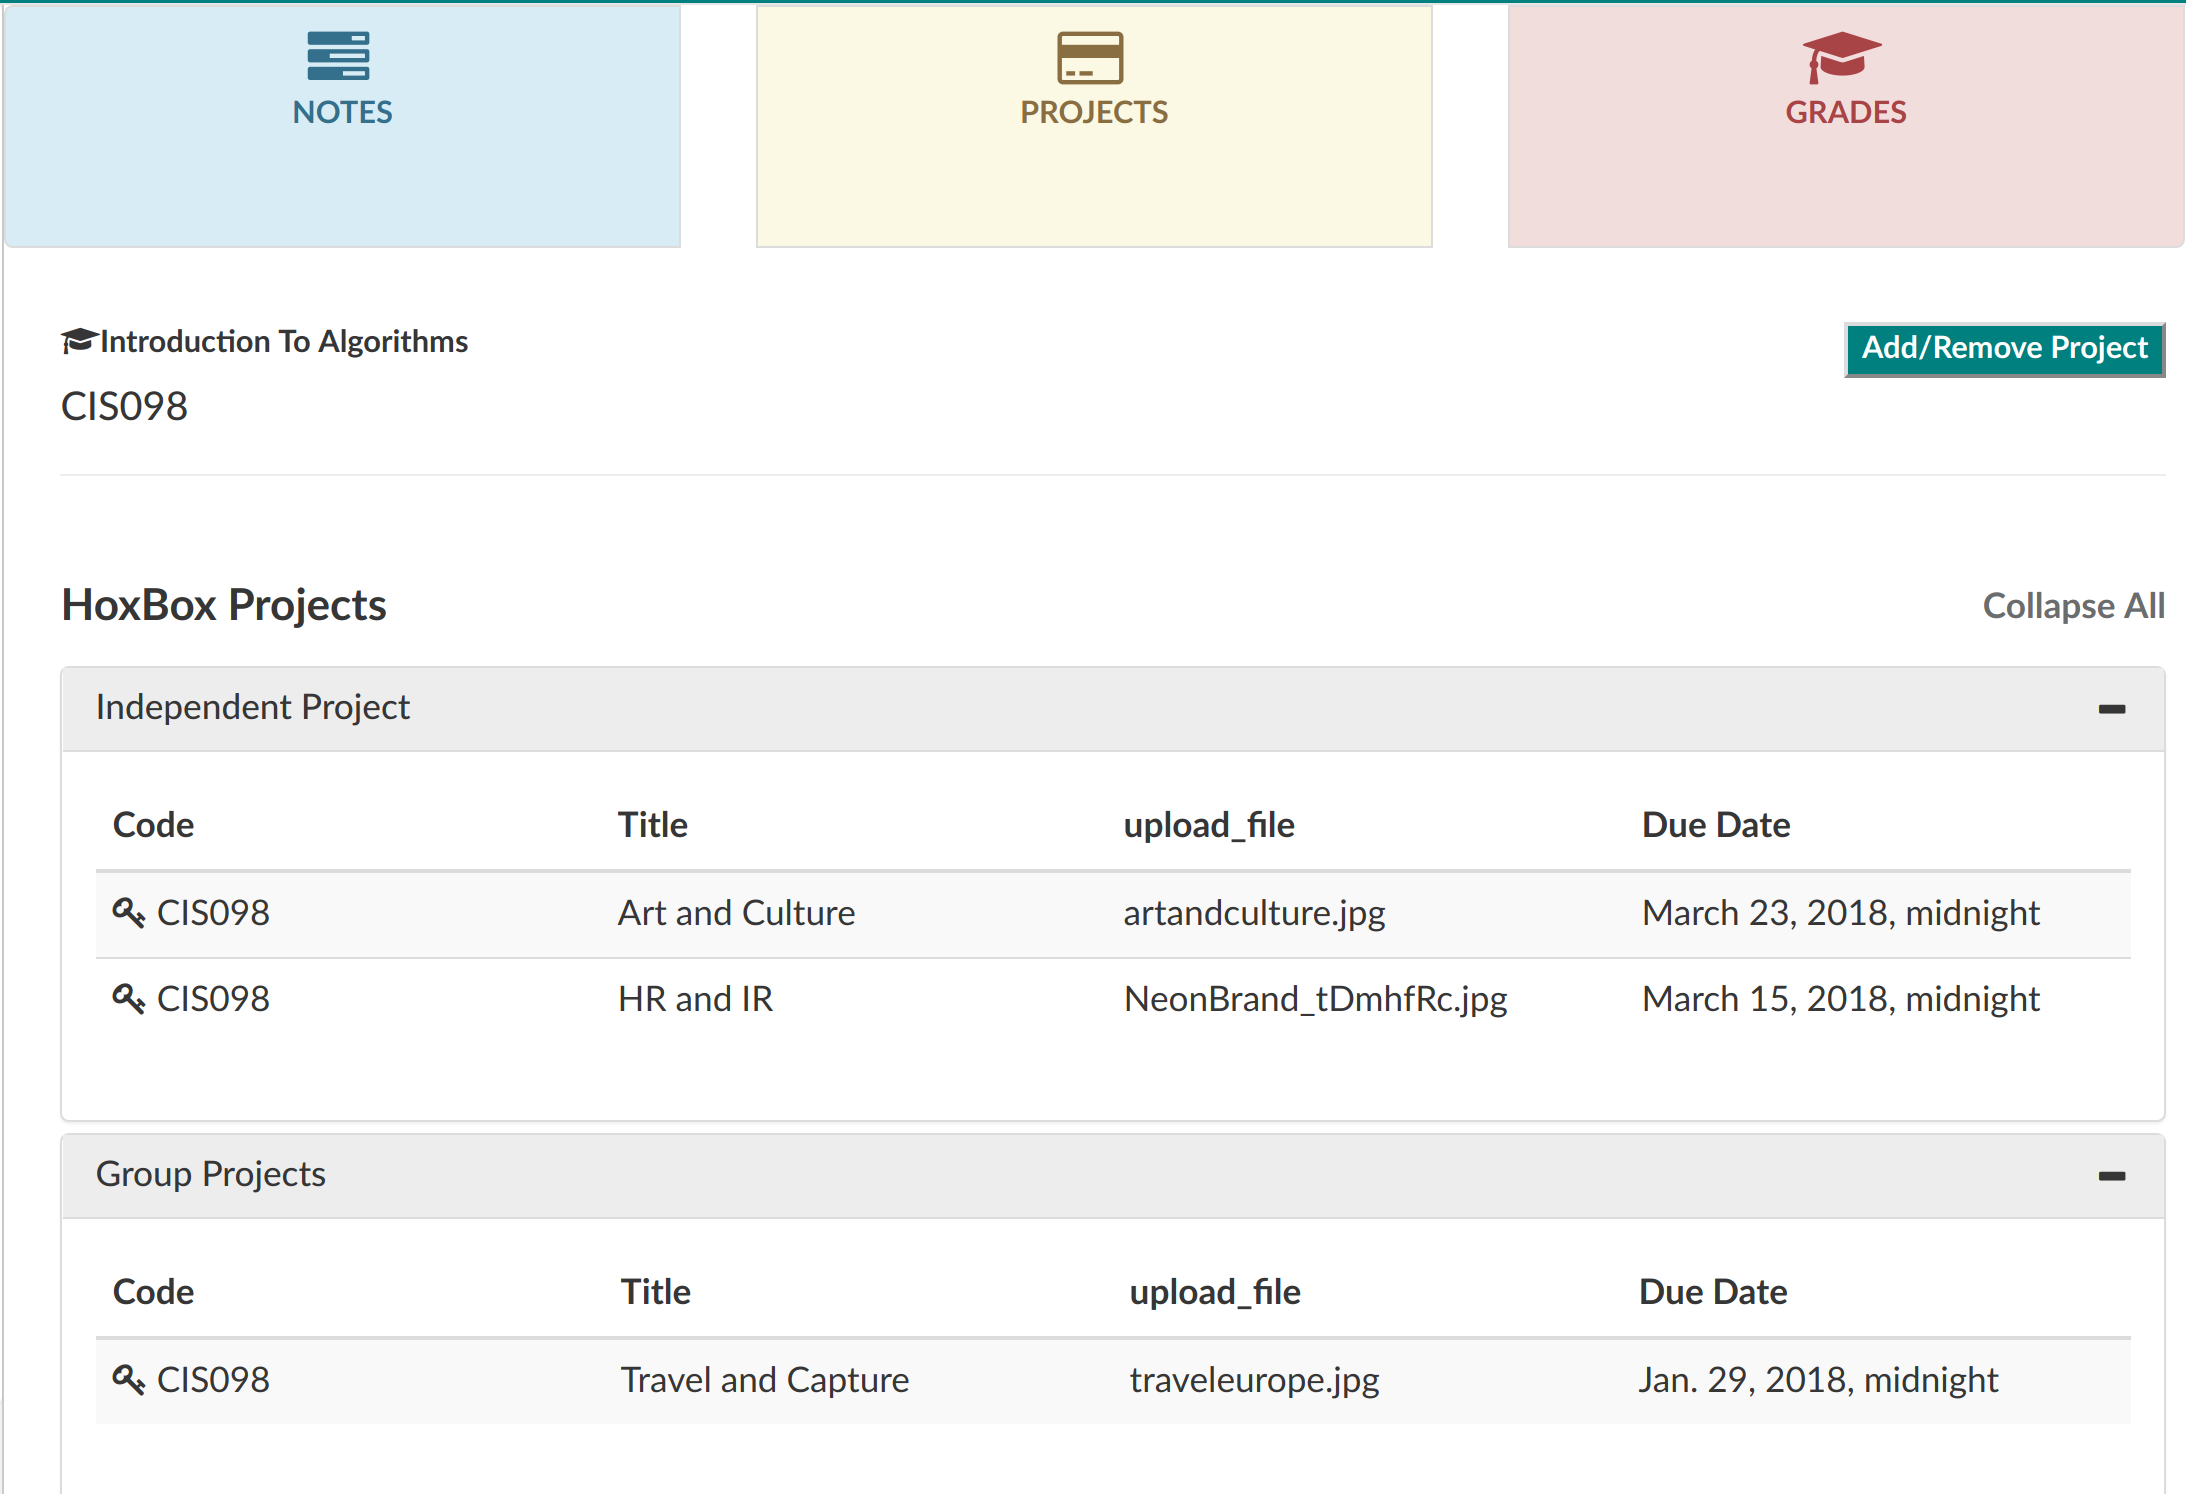 NOTES PROJECTS GRADES
Introduction To Algorithms Add/Remove Project
CIS098
HoxBox Projects Collapse All
Independent Project
Code Title upload_file Due Date
CIS098 Art and Culture artandculture.jpg March 23, 2018, midnight
CIS098 HR and IR NeonBrand_tDmhfRc.jpg March 15, 2018, midnight
Group Projects
Code Title upload_file Due Date
CIS098 Travel and Capture traveleurope.jpg Jan. 29, 2018, midnight